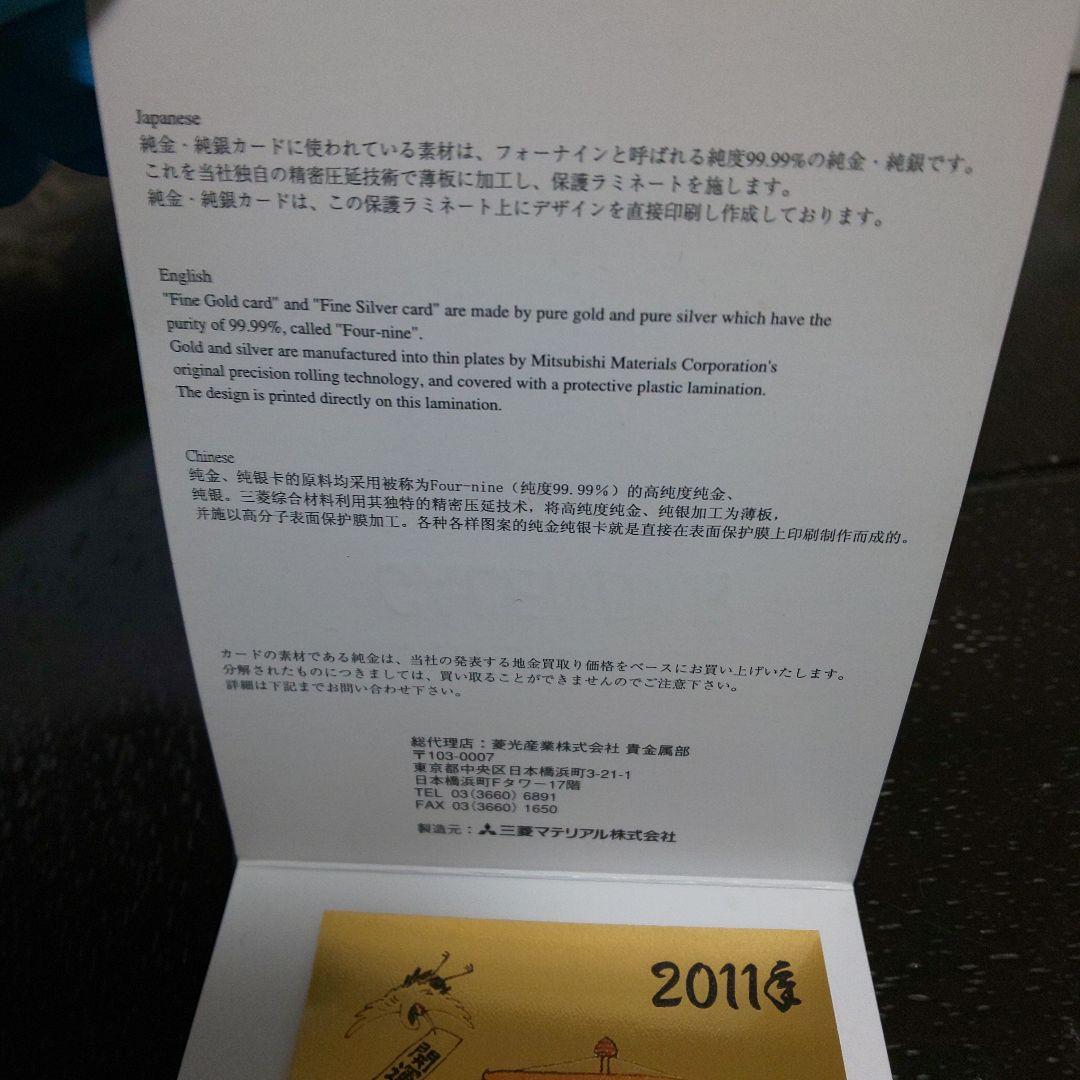 Japanese
純金・純銀カードに使われている素材は、フォーナインと呼ばれる純度99.99%の純金・純銀です。
これを当社独自の精密圧延技術で薄板に加工し、保護ラミネートを施します。
純金・純銀カードは、この保護ラミネート上にデザインを直接印刷し作成しております。
English
"Fine Gold card" and "Fine Silver card" are made by pure gold and pure silver which have the
purity of 99.99%, called "Four-nine".
Gold and silver are manufactured into thin plates by Mitsubishi Materials Corporation's
original precision rolling technology, and covered with a protective plastic lamination.
The design is printed directly on this lamination.
Chinese
纯金、纯银卡的原料均采用被称为Four-nine（纯度99.99%）的高纯度纯金、
纯银。三菱综合材料利用其独特的精密压延技术，将高纯度纯金、纯银加工为薄板，
并施以高分子表面保护膜加工。各种各样图案的纯金纯银卡就是直接在表面保护膜上印刷制作而成的。
カードの素材である純金は、当社の発表する地金買取り価格をベースにお買い上げいたします。
分解されたものにつきましては、買い取ることができませんのでご注意下さい。
詳細は下記までお問い合わせ下さい。
総代理店：菱光産業株式会社 貴金属部
〒103-0007
東京都中央区日本橋浜町3-21-1
日本橋浜町Fタワー17階
TEL 03(3660) 6891
FAX 03(3660) 1650
製造元：三菱マテリアル株式会社
2011年
開運